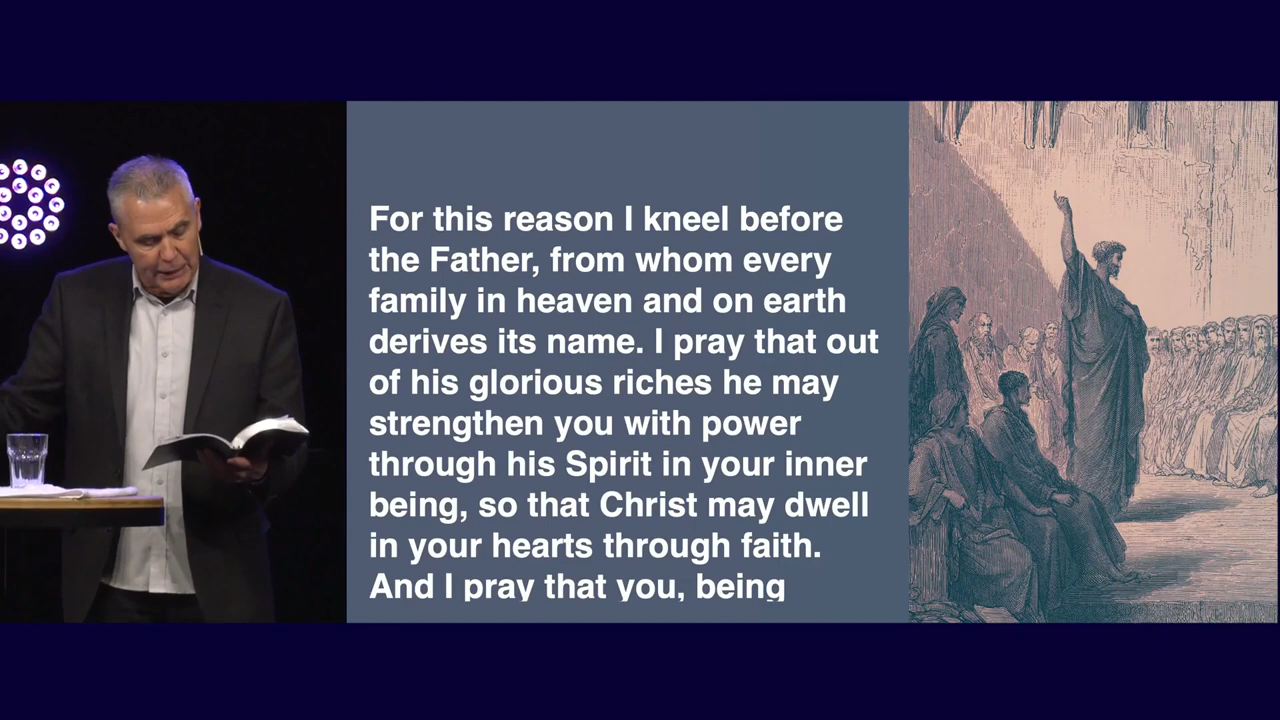 For this reason I kneel before
the Father, from whom every
family in heaven and on earth
derives its name. I pray that out
of his glorious riches he may
strengthen you with power
through his Spirit in your inner
being, so that Christ may dwell
in your hearts through faith.
And I pray that you, being